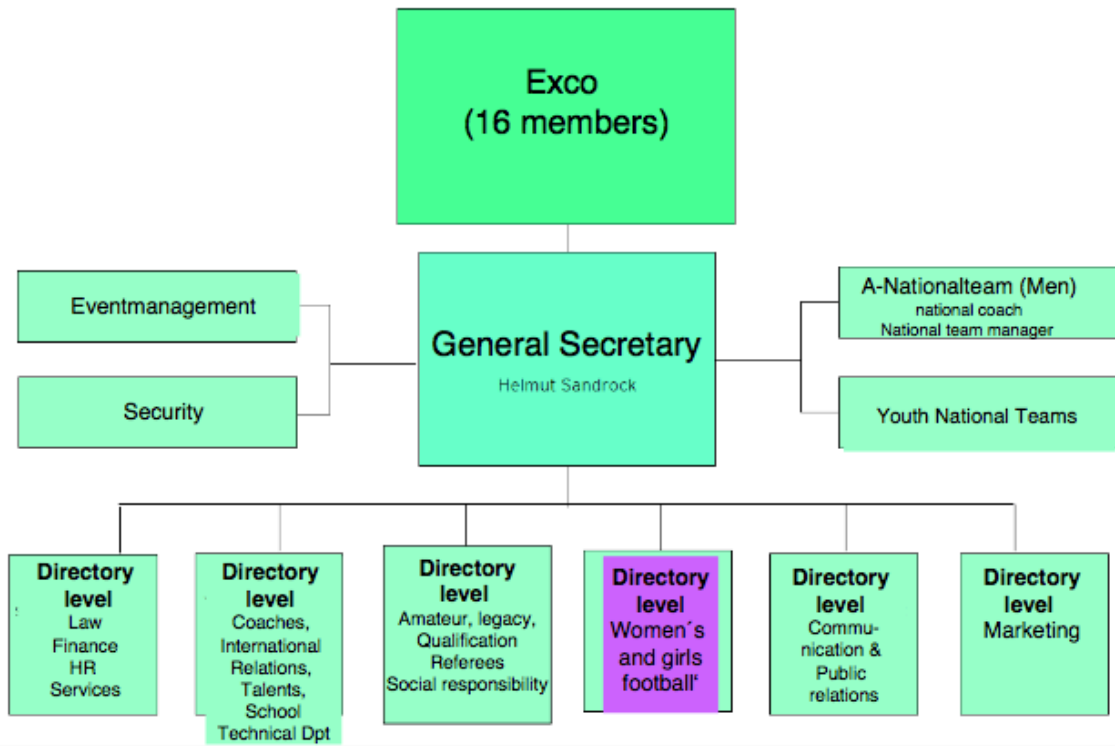 Exco
(16 members)
Eventmanagement
Security
General Secretary
Helmut Sandrock
A-Nationalteam (Men)
national coach
National team manager
Youth National Teams
Directory
level
Law
Finance
HR
Services
Directory
level
Coaches,
International
Relations,
Talents,
School
Technical Dpt
Directory
level
Amateur, legacy,
Qualification
Referees
Social responsibility
Directory
level
Women´s
and girls
football‘
Directory
level
Commu-
nication &
Public
relations
Directory
level
Marketing